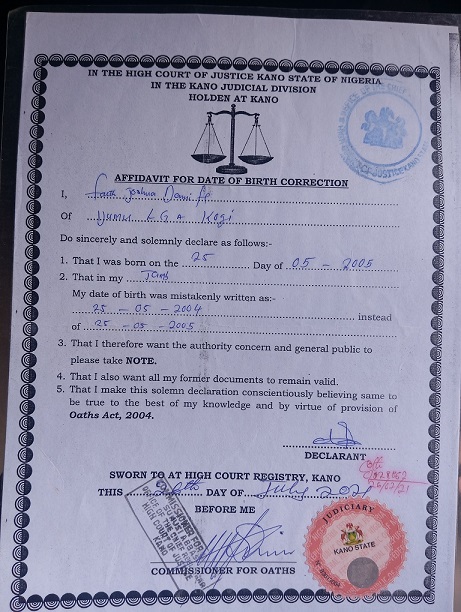 IN THE HIGH COURT OF JUSTICE KANO STATE OF NIGERIA
IN THE KANO JUDICIAL DIVISION
HOLDEN AT KANO
AFFIDAVIT FOR DATE OF BIRTH CORRECTION
I, Faith Joshua
Of L.G.A Kogi
Do sincerely and solemnly declare as follows:-
1. That I was born on the 25 Day of 05 - 2005
2. That in my
My date of birth was mistakenly written as:-
25 - 05 - 2004 instead
of 25 - 05 - 2005
3. That I therefore want the authority concern and general public to
please take NOTE.
4. That I also want all my former documents to remain valid.
5. That I make this solemn declaration conscientiously believing same to
be true to the best of my knowledge and by virtue of provision of
Oaths Act, 2004.
DECLARANT
SWORN TO AT HIGH COURT REGISTRY, KANO
THIS DAY OF July 2021
BEFORE ME
COMMISSIONER FOR OATHS
COMMISSIONER FOR
HIGH COURT
JUDICIARY
KANO STATE